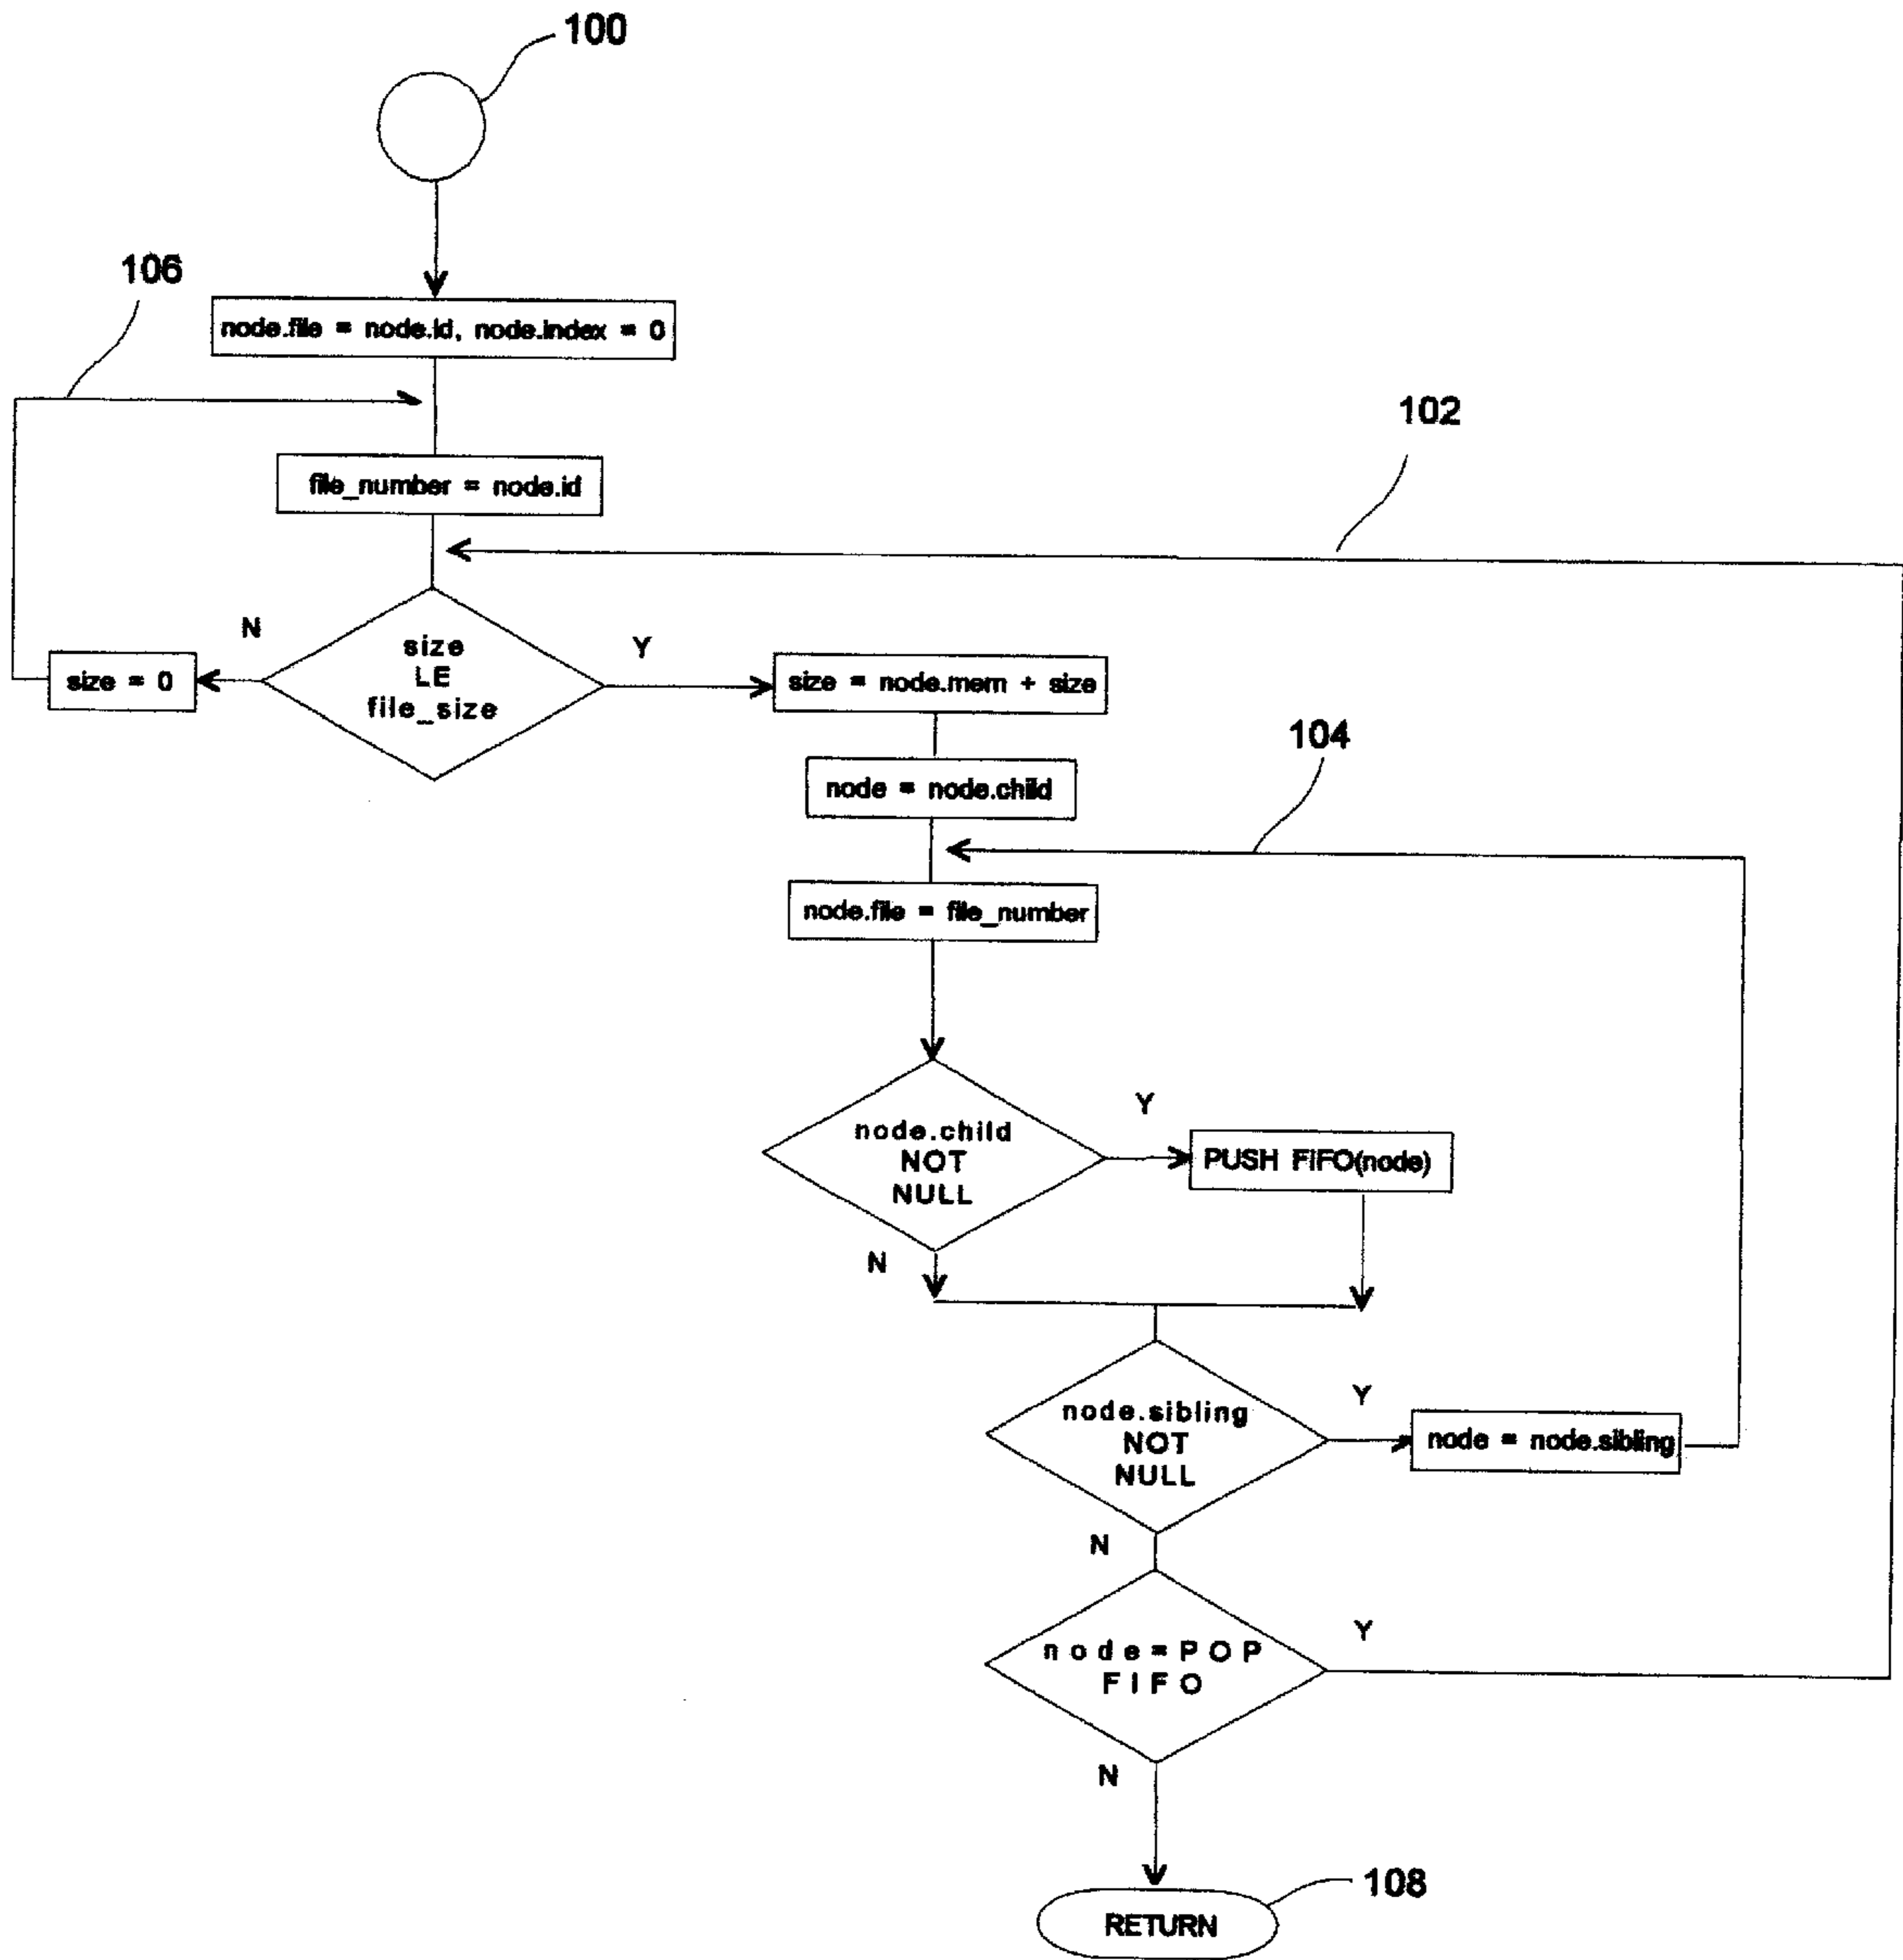 100
106
node.file = node.id, node.index = 0
102
file_number = node.id
N
size
LE
file_size
Y
size = 0
size = node.mem + size
104
node = node.child
node.file = file_number
node.child
NOT
NULL
Y
PUSH FIFO(node)
N
node.sibling
NOT
NULL
Y
node = node.sibling
N
node=POP
FIFO
Y
N
108
RETURN